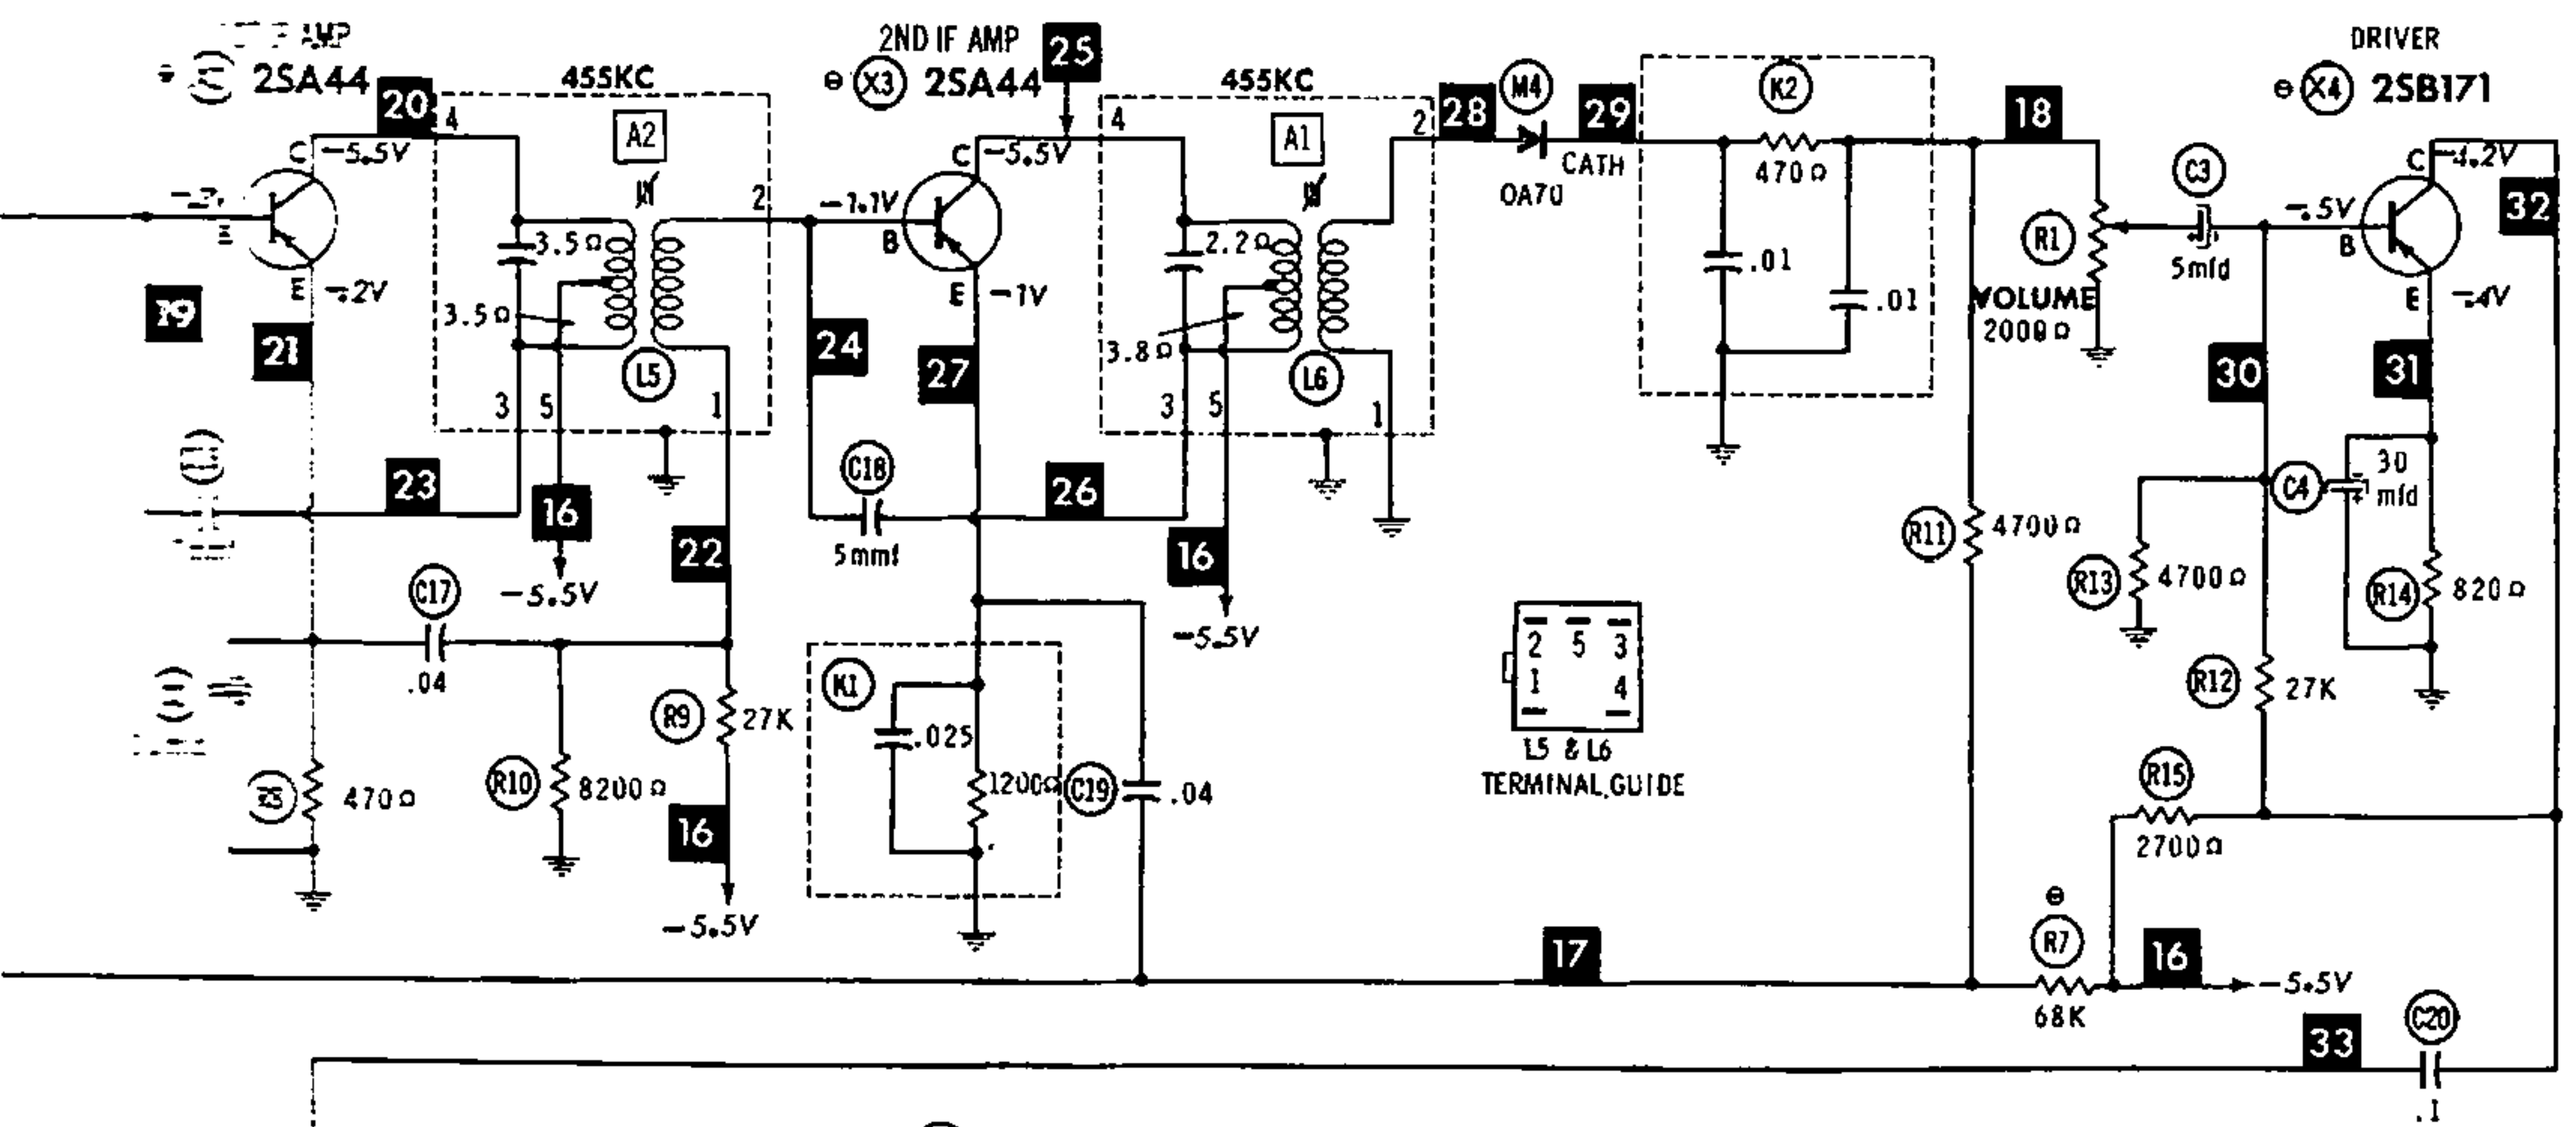 2ND IF AMP
25
DRIVER
AMP
2SA44
20
455KC
X3 2SA44
455KC
28
M4
29
K2
18
X4 2SB171
4
A2
4
A1
2
CATH
OA70
470Ω
C3
C
-5.5V
C
-5.5V
C
-4.2V
32
2
-1.1V
B
-.5V
B
3.5Ω
2.2Ω
.01
R1
5mfd
E
-.2V
E
-1V
.01
VOLUME
2000Ω
E
-.4V
19
21
3.5Ω
24
27
3.8Ω
30
31
L5
L6
3
5
1
3
5
1
23
16
C18
26
C4
30
mfd
22
5mmf
16
R11
4700Ω
C17
-5.5V
R13
4700Ω
R14
820Ω
.04
-5.5V
2 5 3
1 4
L5 & L6
TERMINAL GUIDE
K1
R9
27K
.025
R12
27K
470Ω
R10
8200Ω
1200Ω
C19
.04
R15
2700Ω
16
-5.5V
17
R7
16
-5.5V
68K
33
C20
.1